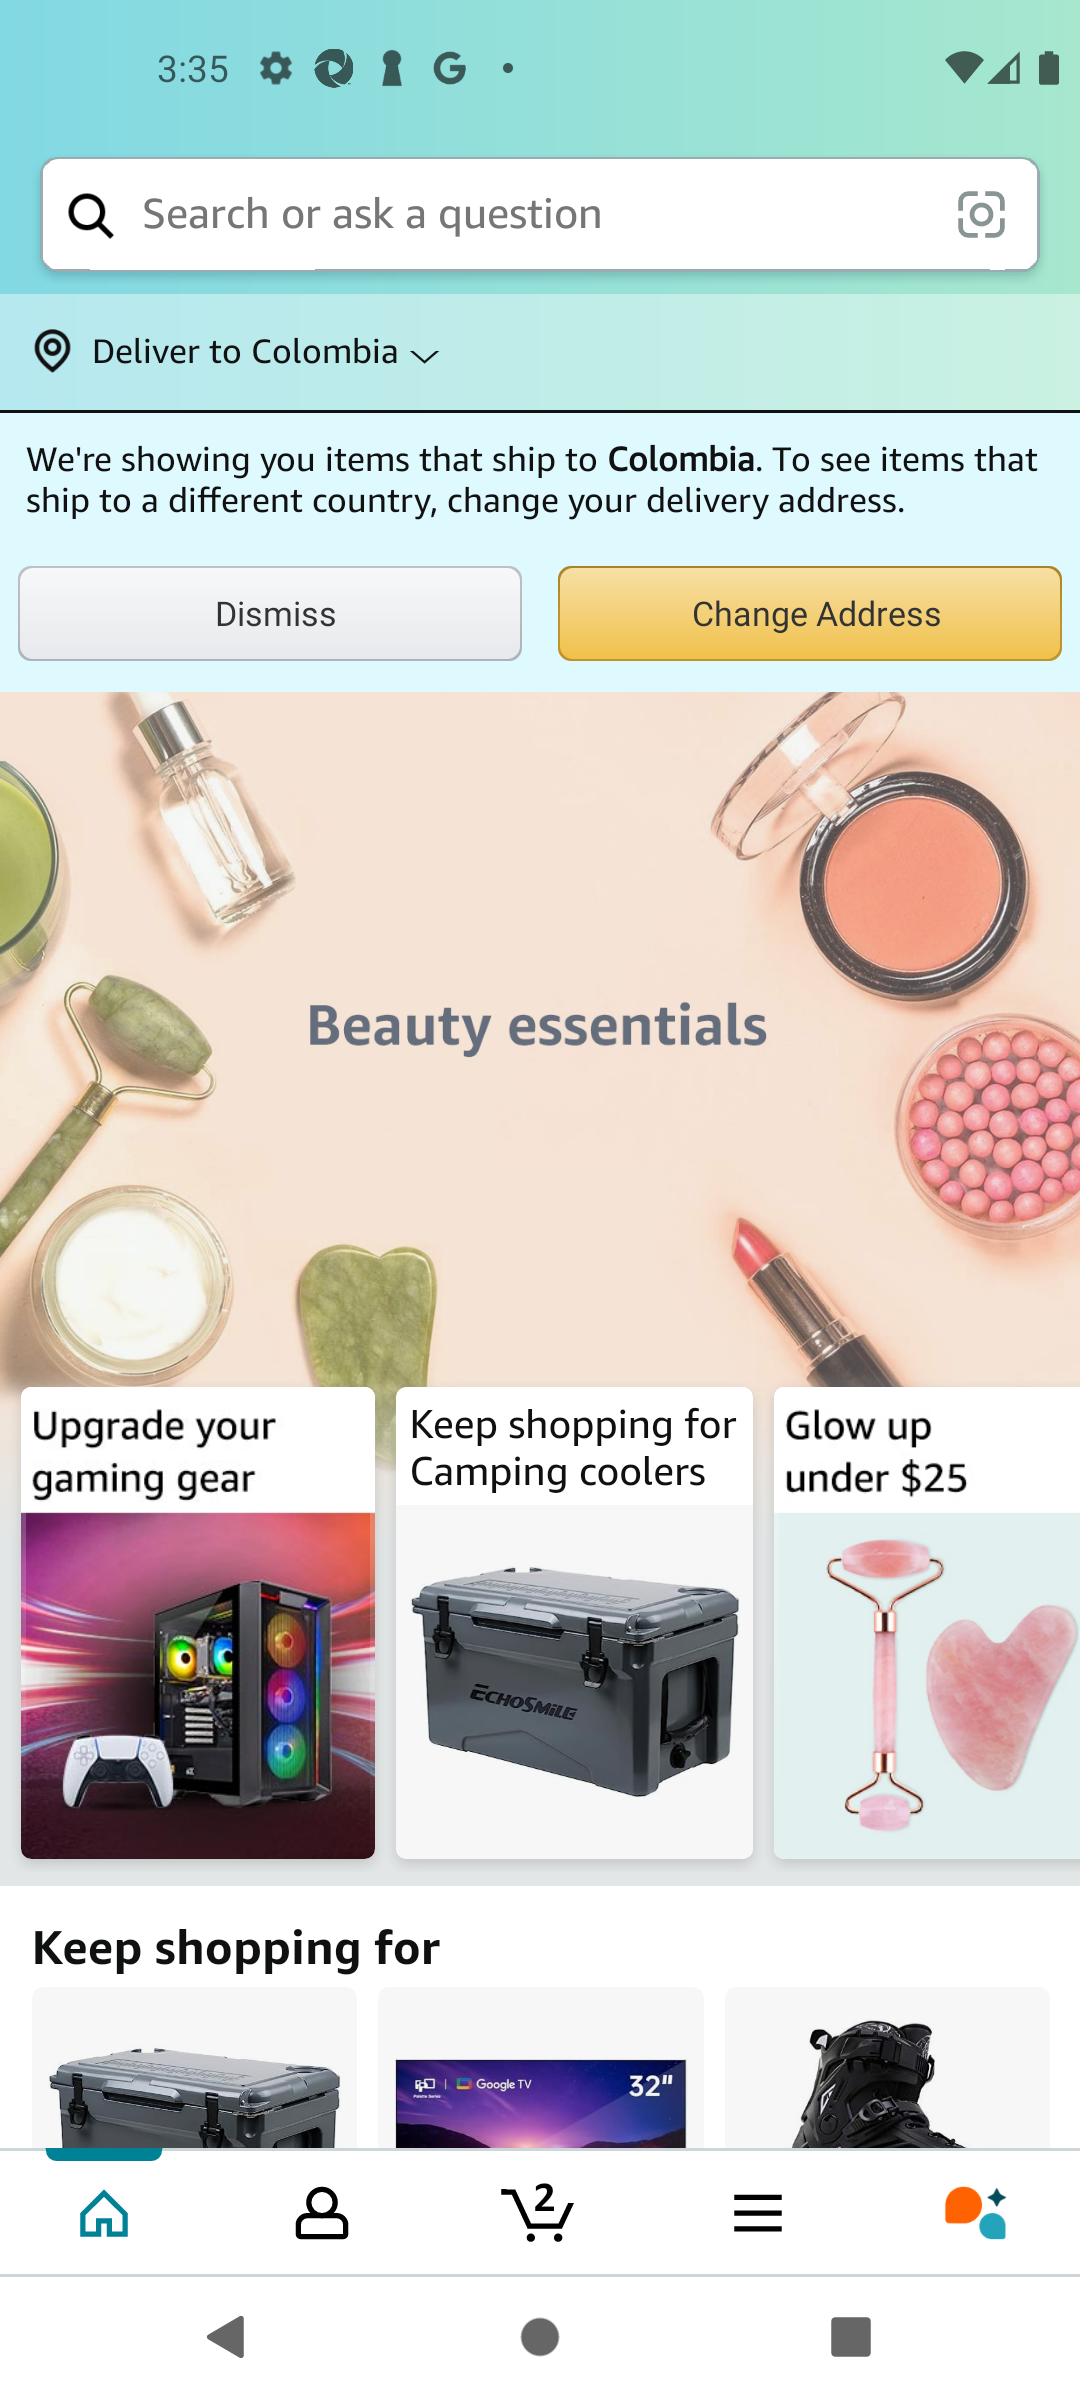 3:35
Search or ask a question
Deliver to Colombia
We're showing you items that ship to Colombia. To see items that
ship to a different country, change your delivery address.
Dismiss
Change Address
Beauty essentials
Upgrade your
gaming gear
Keep shopping for
Camping coolers
Glow up
under $25
ECHOSMILE
Keep shopping for
Google TV
32"
2